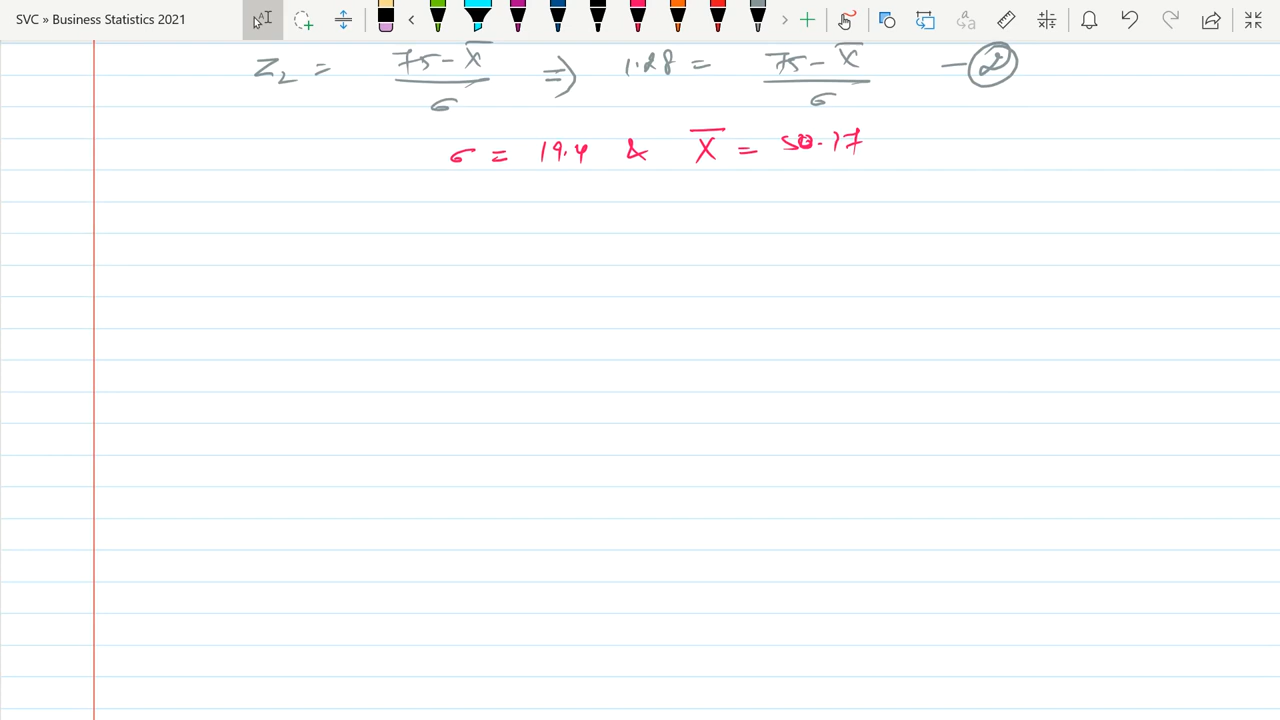 SVC » Business Statistics 2021
Z₂ = (75 - X̄)/σ ⇒ 1.28 = (75 - X̄)/σ — ②
σ = 19.4 & X̄ = 50.17